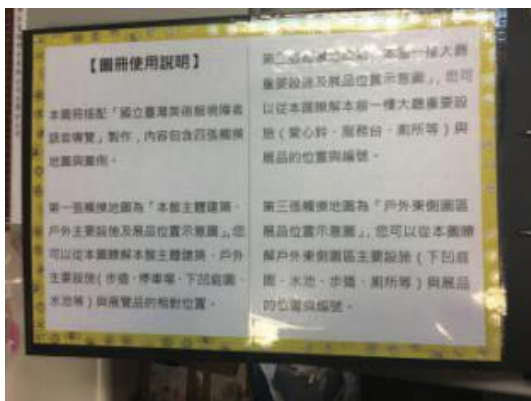 【圖冊使用說明】
本圖冊搭配「國立臺灣美術館視障者
語音導覽」製作，內容包含四張觸摸
地圖與圖例。
第一張觸摸地圖為「本館主體建築、
戶外主要設施及展品位置示意圖」，您
可以從本圖瞭解本館主體建築、戶外
主要設施（步道、停車場、下凹庭園、
水池等）與展覽品的相對位置。
本館一樓大廳
重要設施及展品位置示意圖」，您可
以從本圖瞭解本館一樓大廳重要設
施（愛心鈴、服務台、廁所等）與
展品的位置與編號。
第三張觸摸地圖為「戶外東側園區
展品位置示意圖」，您可以從本圖瞭
解戶外東側園區主要設施（下凹庭
園、水池、步道、廁所等）與展品
的位置與編號。